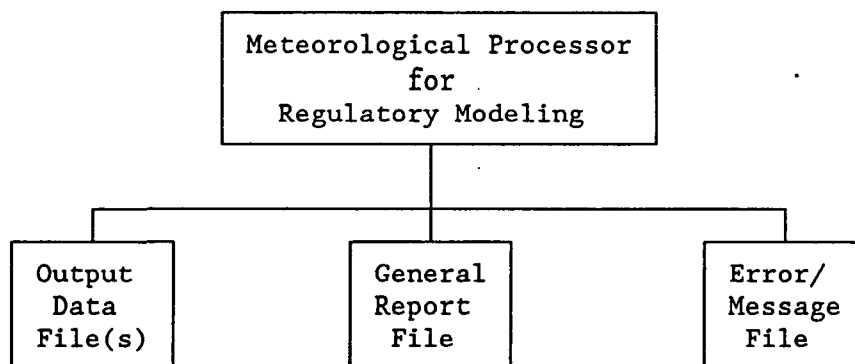 Meteorological Processor
for
Regulatory Modeling
Output
Data
File(s)
General
Report
File
Error/
Message
File